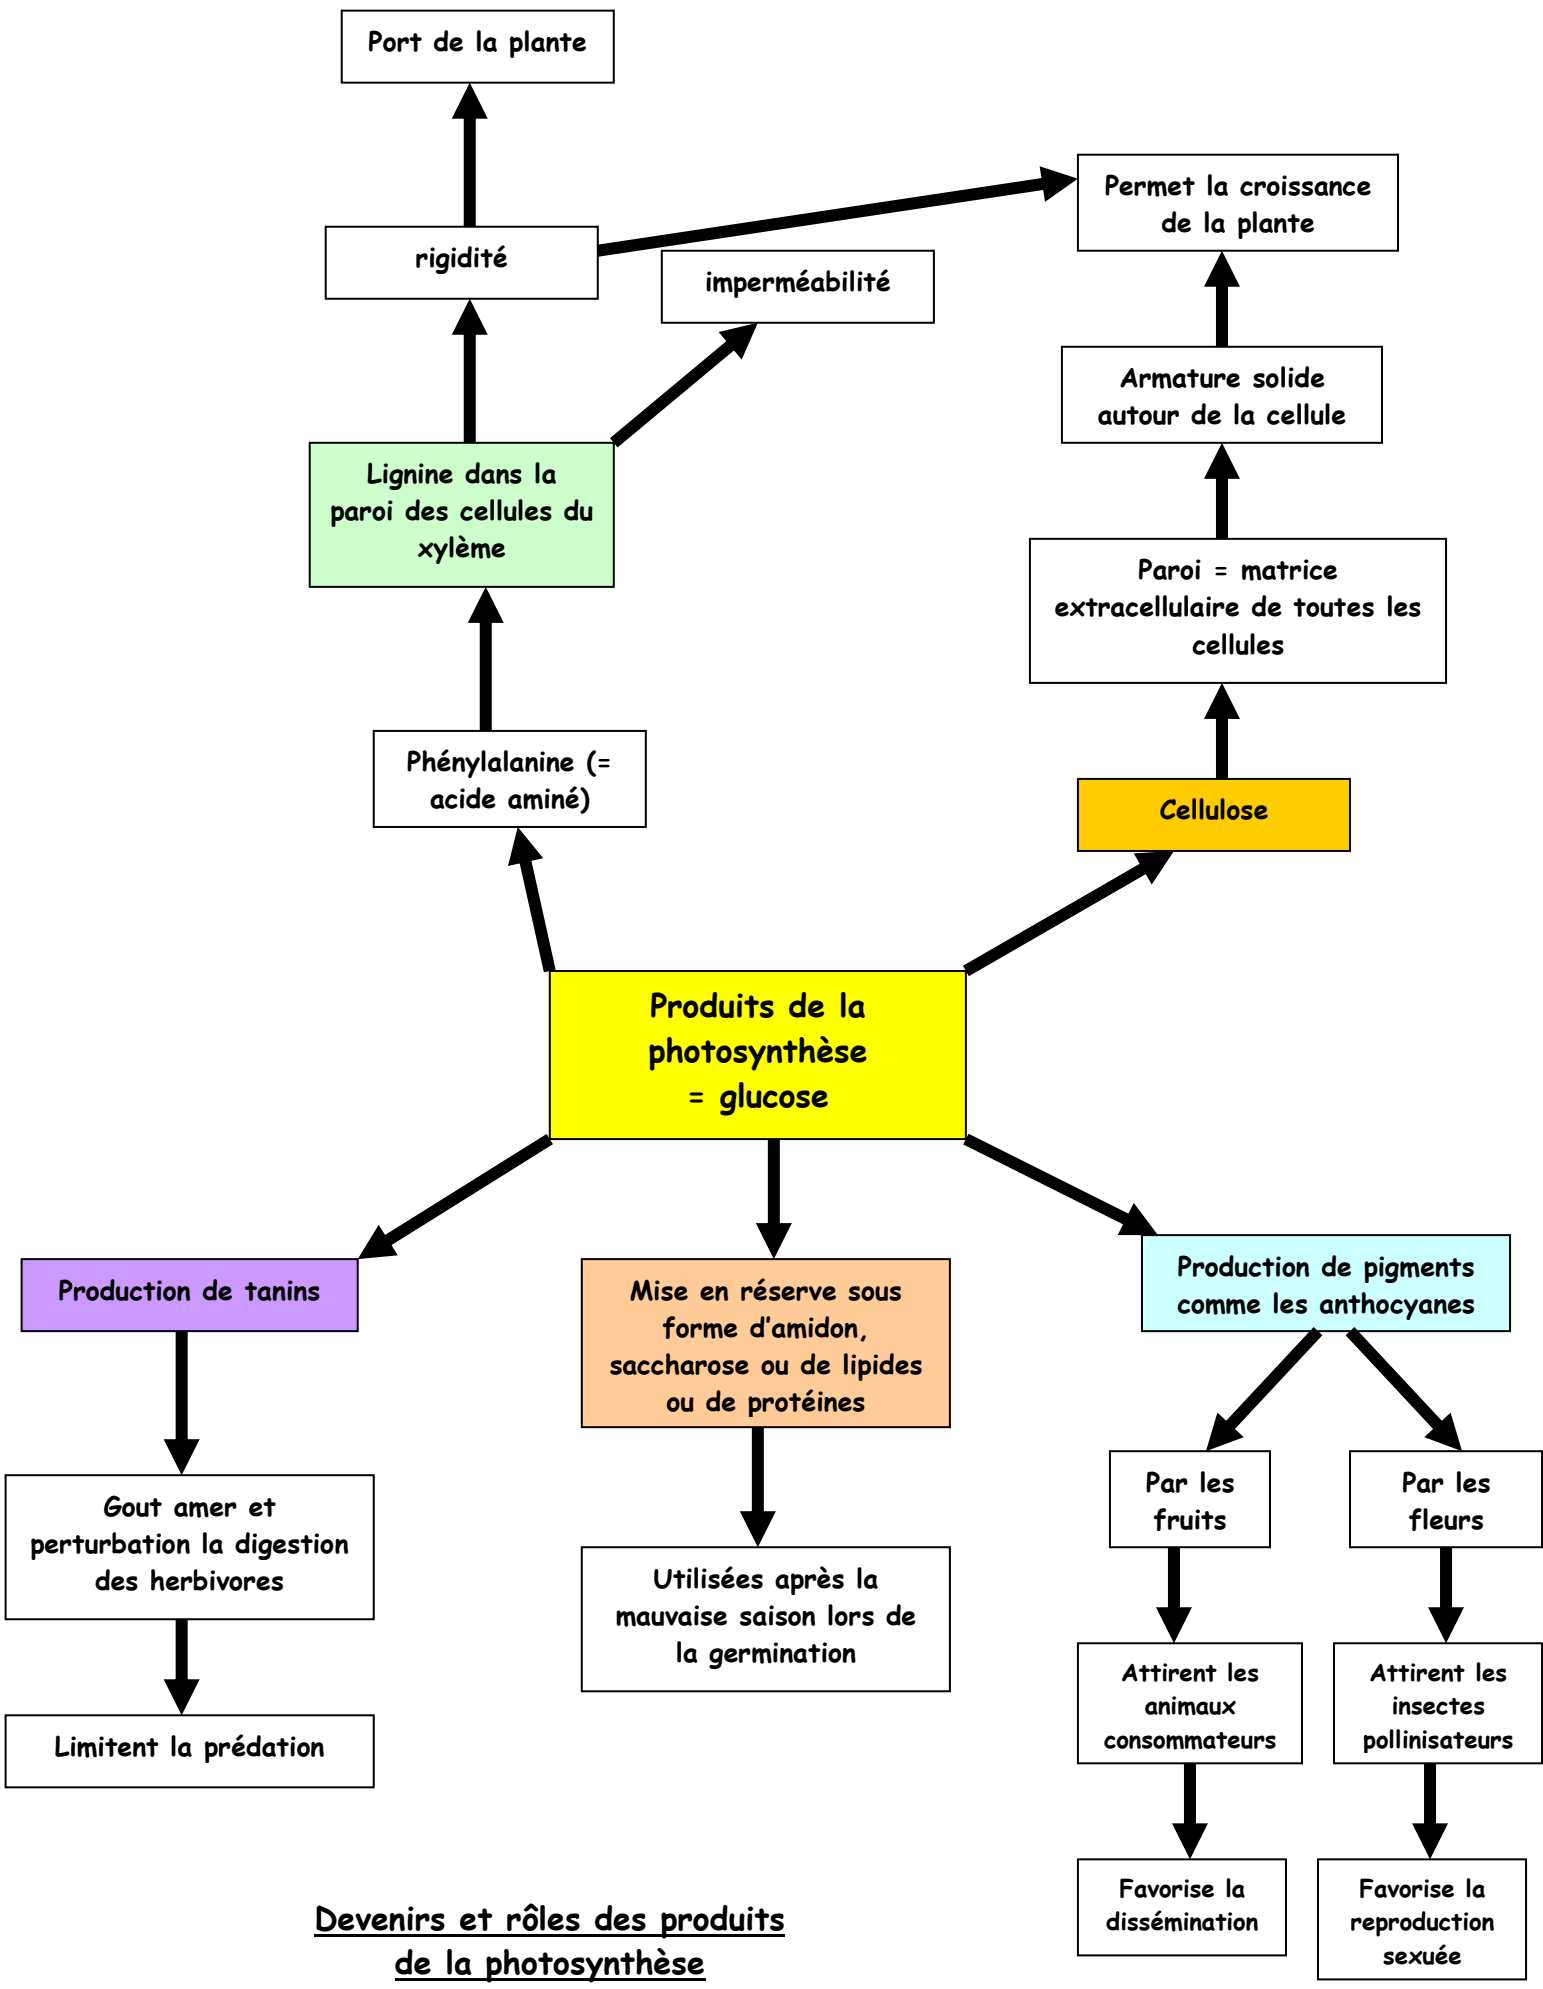 Port de la plante
Permet la croissance
de la plante
rigidité
imperméabilité
Armature solide
autour de la cellule
Lignine dans la
paroi des cellules du
xylème
Paroi = matrice
extracellulaire de toutes les
cellules
Phénylalanine (=
acide aminé)
Cellulose
Produits de la
photosynthèse
= glucose
Production de tanins
Mise en réserve sous
forme d’amidon,
saccharose ou de lipides
ou de protéines
Production de pigments
comme les anthocyanes
Gout amer et
perturbation la digestion
des herbivores
Utilisées après la
mauvaise saison lors de
la germination
Par les
fruits
Par les
fleurs
Limitent la prédation
Attirent les
animaux
consommateurs
Attirent les
insectes
pollinisateurs
Favorise la
dissémination
Favorise la
reproduction
sexuée
Devenirs et rôles des produits
de la photosynthèse